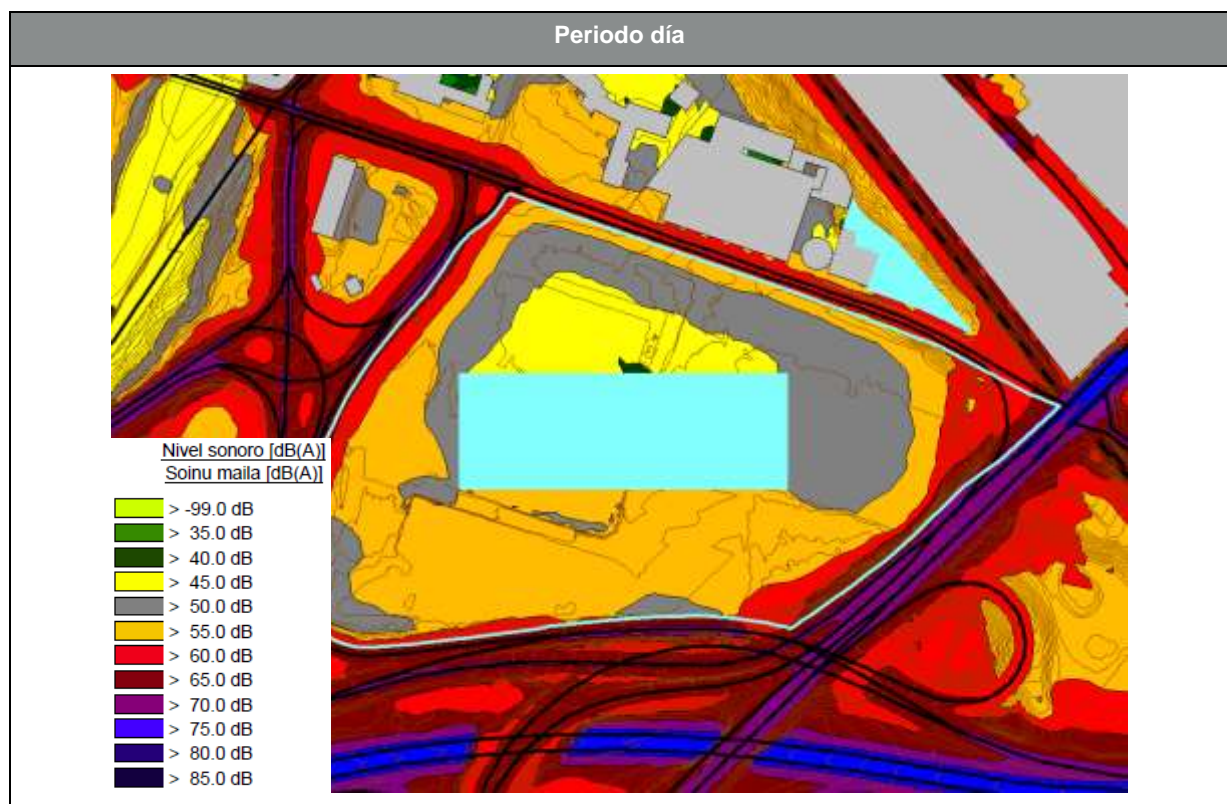 Periodo día
Nivel sonoro [dB(A)]
Soinu maila [dB(A)]
> -99.0 dB
> 35.0 dB
> 40.0 dB
> 45.0 dB
> 50.0 dB
> 55.0 dB
> 60.0 dB
> 65.0 dB
> 70.0 dB
> 75.0 dB
> 80.0 dB
> 85.0 dB